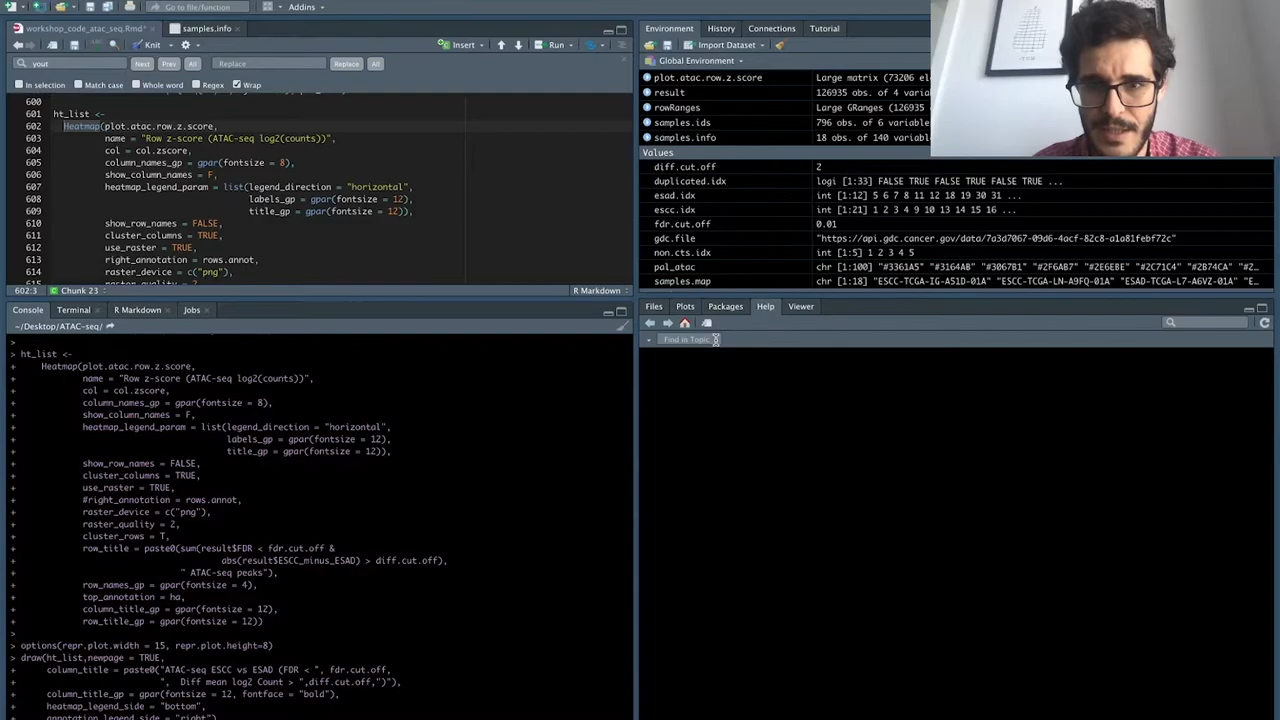 Go to file/function
Addins
workshop_code_atac_seq.Rmd*
samples.info
Knit
Insert
Run
yout
Next
Prev
All
Replace
Replace
All
In selection
Match case
Whole word
Regex
Wrap
600
601 ht_list <-
602 Heatmap(plot.atac.row.z.score,
603 name = "Row z-score (ATAC-seq log2(counts))",
604 col = col.zscore,
605 column_names_gp = gpar(fontsize = 8),
606 show_column_names = F,
607 heatmap_legend_param = list(legend_direction = "horizontal",
608 labels_gp = gpar(fontsize = 12),
609 title_gp = gpar(fontsize = 12)),
610 show_row_names = FALSE,
611 cluster_columns = TRUE,
612 use_raster = TRUE,
613 right_annotation = rows.annot,
614 raster_device = c("png"),
615 raster_quality = 2
602:3
Chunk 23
R Markdown
Console
Terminal
R Markdown
Jobs
~/Desktop/ATAC-seq/
>
> ht_list <-
+ Heatmap(plot.atac.row.z.score,
+ name = "Row z-score (ATAC-seq log2(counts))",
+ col = col.zscore,
+ column_names_gp = gpar(fontsize = 8),
+ show_column_names = F,
+ heatmap_legend_param = list(legend_direction = "horizontal",
+ labels_gp = gpar(fontsize = 12),
+ title_gp = gpar(fontsize = 12)),
+ show_row_names = FALSE,
+ cluster_columns = TRUE,
+ use_raster = TRUE,
+ #right_annotation = rows.annot,
+ raster_device = c("png"),
+ raster_quality = 2,
+ cluster_rows = T,
+ row_title = paste0(sum(result$FDR < fdr.cut.off &
+ abs(result$ESCC_minus_ESAD) > diff.cut.off),
+ " ATAC-seq peaks"),
+ row_names_gp = gpar(fontsize = 4),
+ top_annotation = ha,
+ column_title_gp = gpar(fontsize = 12),
+ row_title_gp = gpar(fontsize = 12))
>
> options(repr.plot.width = 15, repr.plot.height=8)
> draw(ht_list,newpage = TRUE,
+ column_title = paste0("ATAC-seq ESCC vs ESAD (FDR < ", fdr.cut.off,
+ ",  Diff mean log2 Count > ",diff.cut.off,")"),
+ column_title_gp = gpar(fontsize = 12, fontface = "bold"),
+ heatmap_legend_side = "bottom",
+ annotation_legend_side = "right")
Environment
History
Connections
Tutorial
Import Dataset
Global Environment
plot.atac.row.z.score Large matrix (73206 el
result 126935 obs. of 4 variab
rowRanges Large GRanges (126935
samples.ids 796 obs. of 6 variable
samples.info 18 obs. of 140 variabl
Values
diff.cut.off 2
duplicated.idx logi [1:33] FALSE TRUE FALSE FALSE TRUE FALSE ...
esad.idx int [1:12] 5 6 7 8 11 12 18 19 30 31 ...
escc.idx int [1:21] 1 2 3 4 9 10 13 14 15 16 ...
fdr.cut.off 0.01
gdc.file "https://api.gdc.cancer.gov/data/7a3d7067-09d6-4acf-82c8-a1a81febf72c"
non.cts.idx int [1:5] 1 2 3 4 5
pal_atac chr [1:100] "#3361A5" "#3164AB" "#3067B1" "#2F6AB7" "#2E6EBE" "#2C71C4" "#2B74CA" "#2...
samples.map chr [1:18] "ESCC-TCGA-IG-A51D-01A" "ESCC-TCGA-LN-A9FQ-01A" "ESAD-TCGA-L7-A6VZ-01A" "E...
Files
Plots
Packages
Help
Viewer
Find in Topic